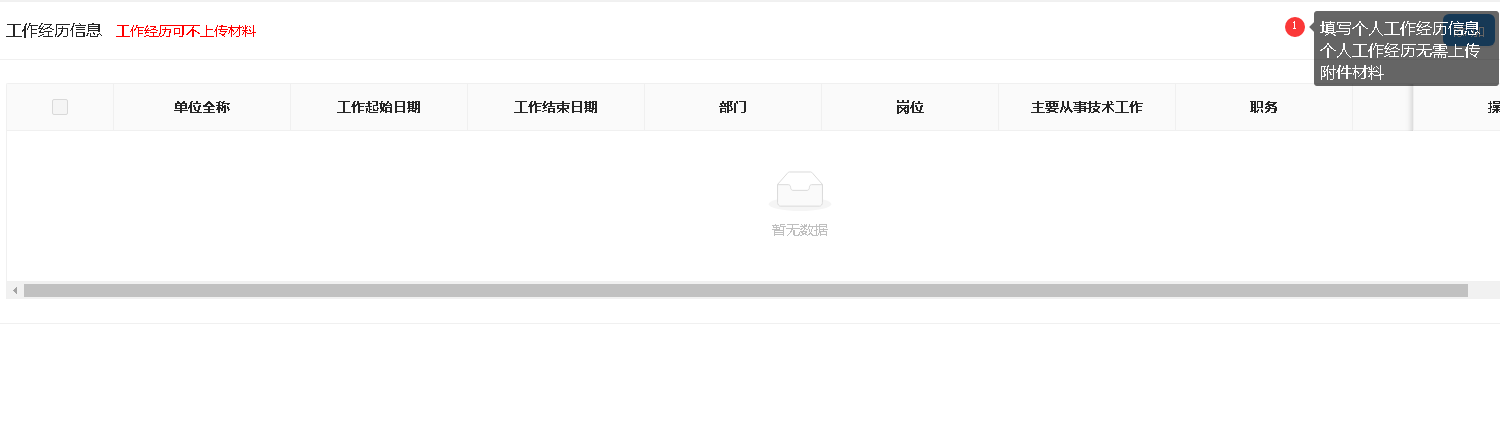 工作经历信息 工作经历可不上传材料
1
填写个人工作经历信息
个人工作经历无需上传
附件材料
单位全称 工作起始日期 工作结束日期 部门 岗位 主要从事技术工作 职务
暂无数据